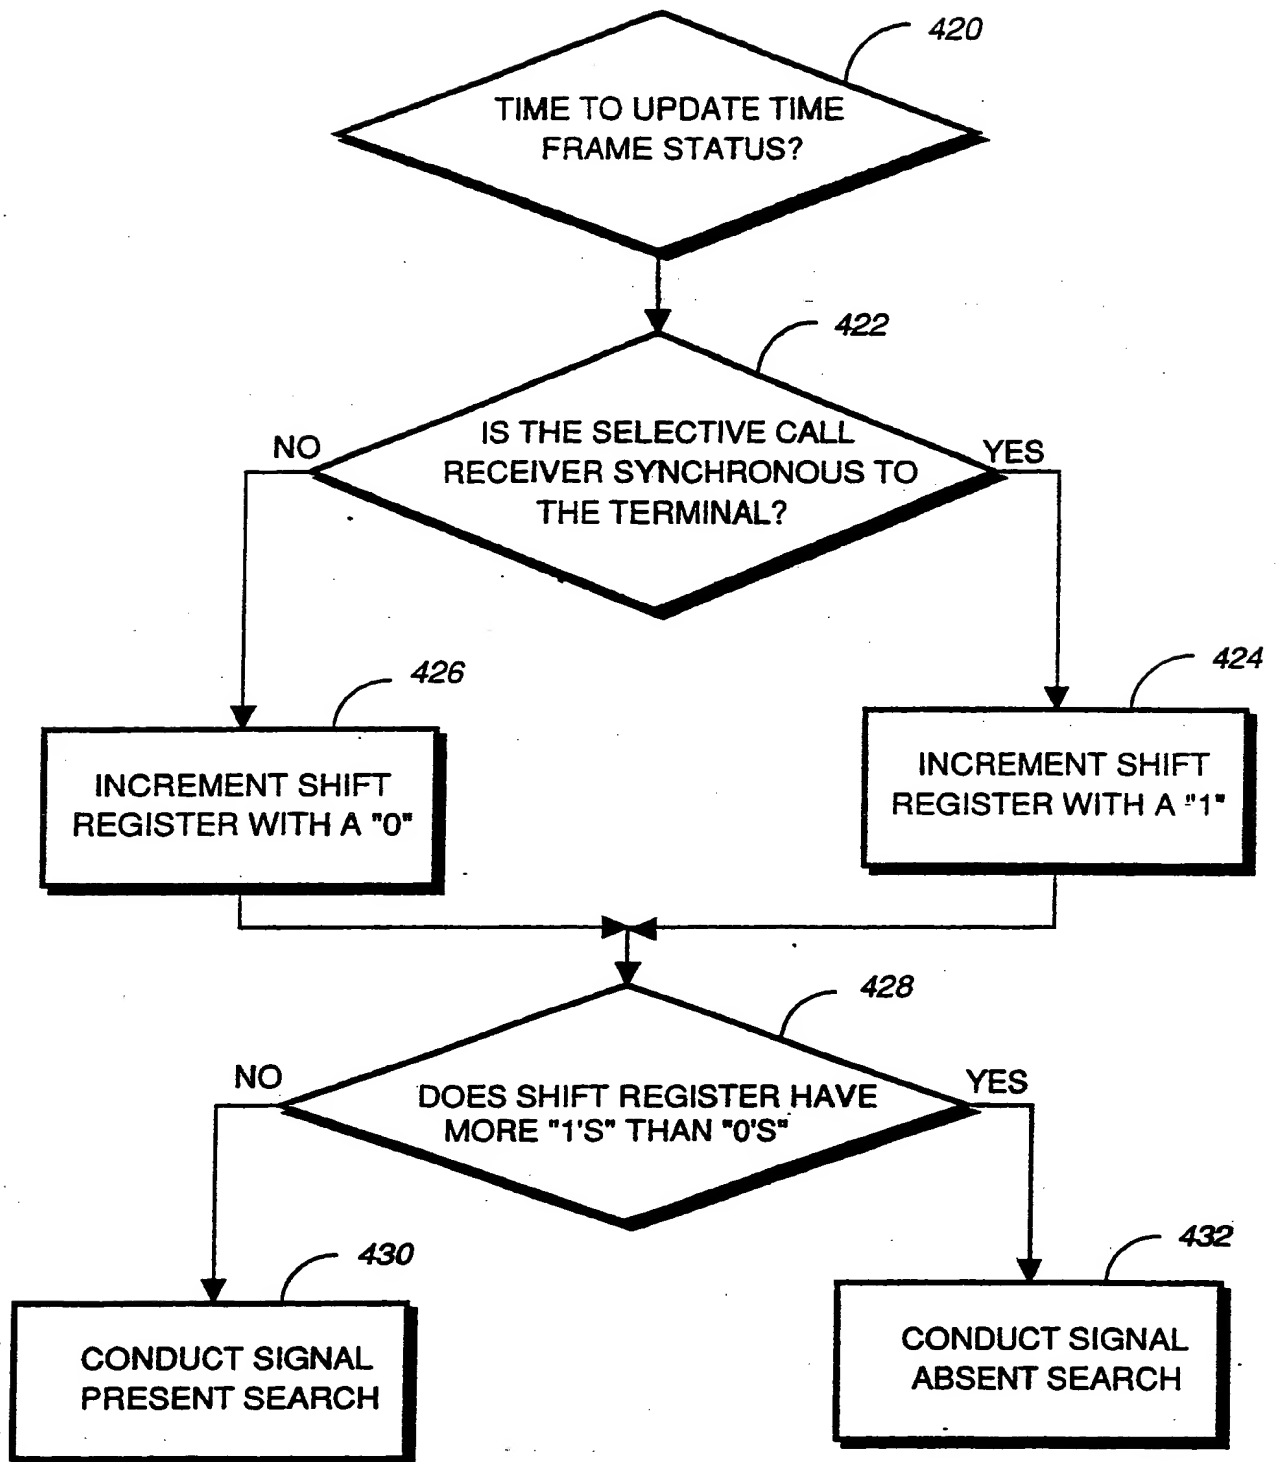 420
TIME TO UPDATE TIME
FRAME STATUS?
422
IS THE SELECTIVE CALL
RECEIVER SYNCHRONOUS TO
THE TERMINAL?
NO
YES
426
424
INCREMENT SHIFT
REGISTER WITH A "0"
INCREMENT SHIFT
REGISTER WITH A "1"
428
NO
YES
DOES SHIFT REGISTER HAVE
MORE "1'S" THAN "0'S"
430
432
CONDUCT SIGNAL
PRESENT SEARCH
CONDUCT SIGNAL
ABSENT SEARCH